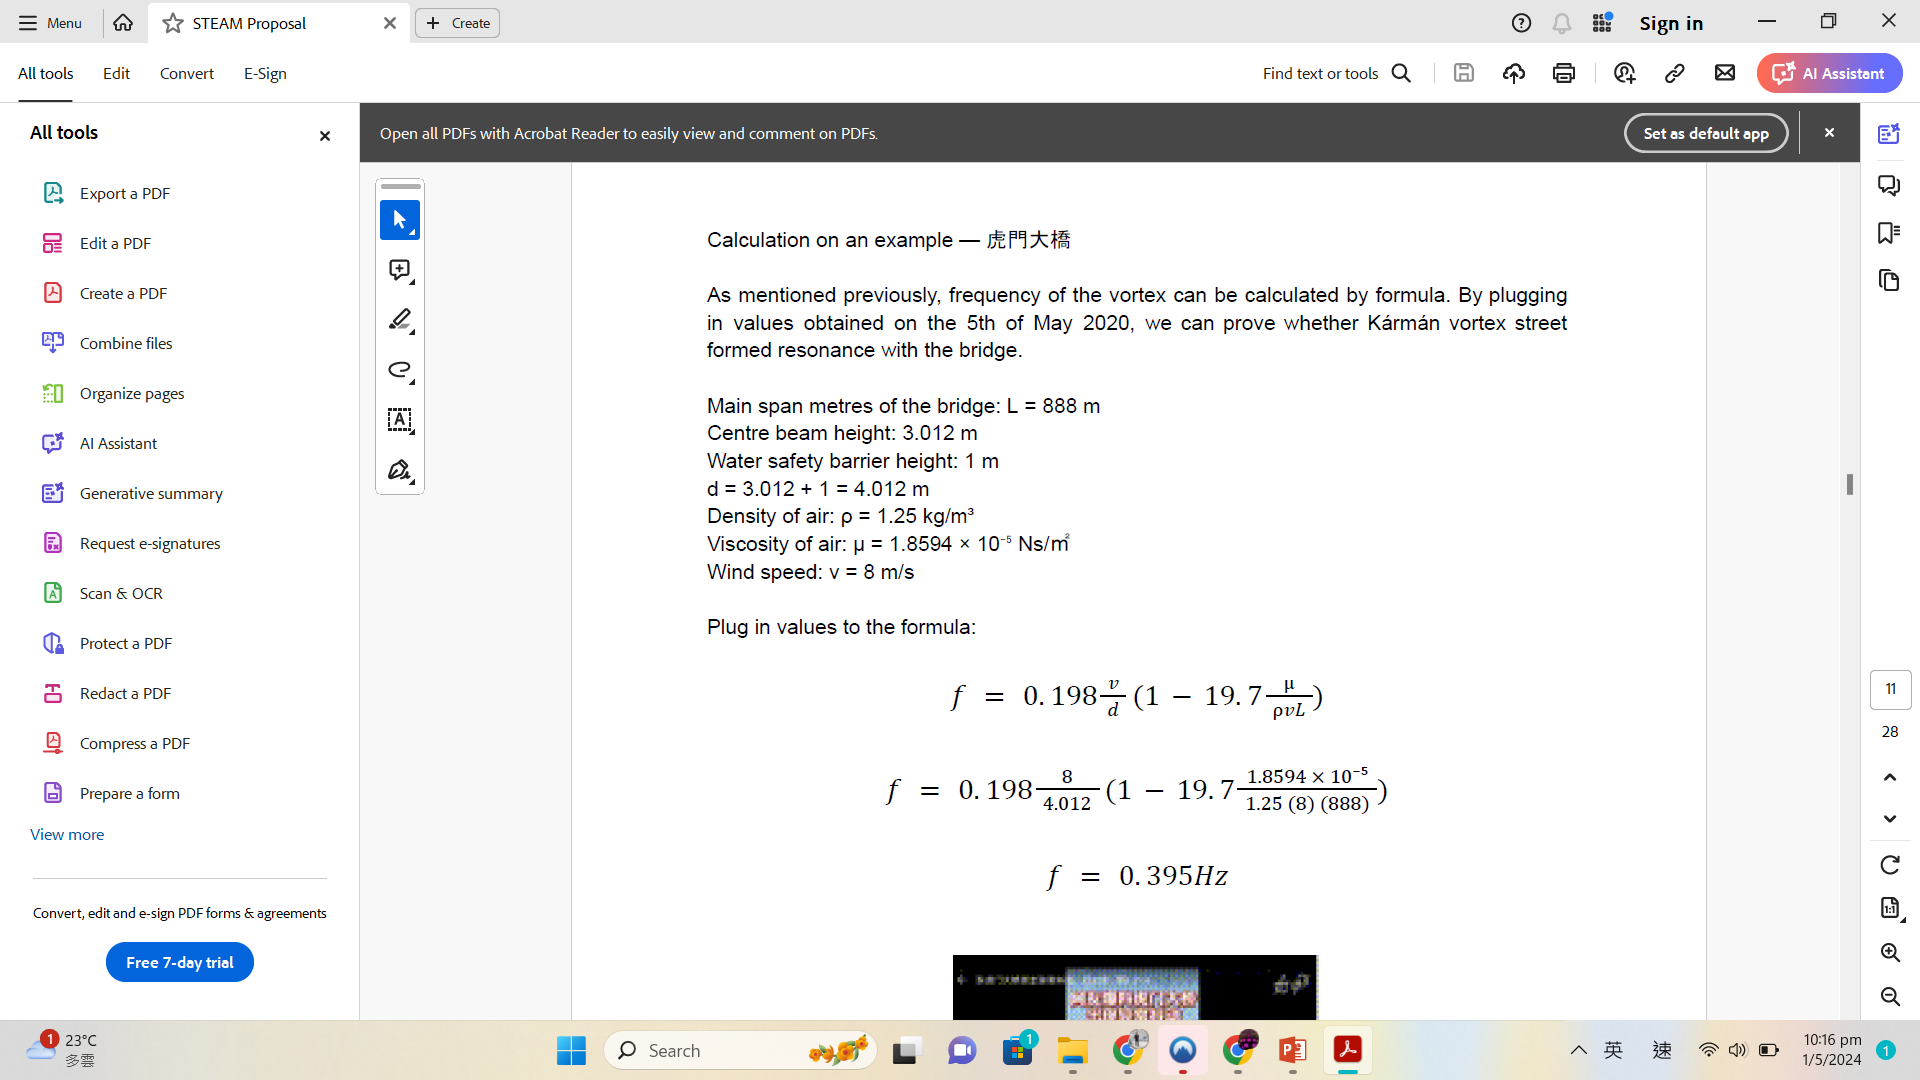 Menu
STEAM Proposal
Create
Sign in
All tools
Edit
Convert
E-Sign
Find text or tools
AI Assistant
All tools
Open all PDFs with Acrobat Reader to easily view and comment on PDFs.
Set as default app
Export a PDF
Edit a PDF
Create a PDF
Combine files
Organize pages
AI Assistant
Generative summary
Request e-signatures
Scan & OCR
Protect a PDF
Redact a PDF
Compress a PDF
Prepare a form
View more
Convert, edit and e-sign PDF forms & agreements
Free 7-day trial
Calculation on an example — 虎門大橋
As mentioned previously, frequency of the vortex can be calculated by formula. By plugging
in values obtained on the 5th of May 2020, we can prove whether Kármán vortex street
formed resonance with the bridge.
Main span metres of the bridge: L = 888 m
Centre beam height: 3.012 m
Water safety barrier height: 1 m
d = 3.012 + 1 = 4.012 m
Density of air: ρ = 1.25 kg/m³
Viscosity of air: μ = 1.8594 × 10⁻⁵ Ns/m²
Wind speed: v = 8 m/s
Plug in values to the formula:
f = 0.198 v/d (1 − 19.7 μ/ρvL)
f = 0.198 8/4.012 (1 − 19.7 1.8594 × 10⁻⁵/1.25 (8) (888))
f = 0.395Hz
11
28
1
23°C
多雲
Search
1
英
速
10:16 pm
1/5/2024
1